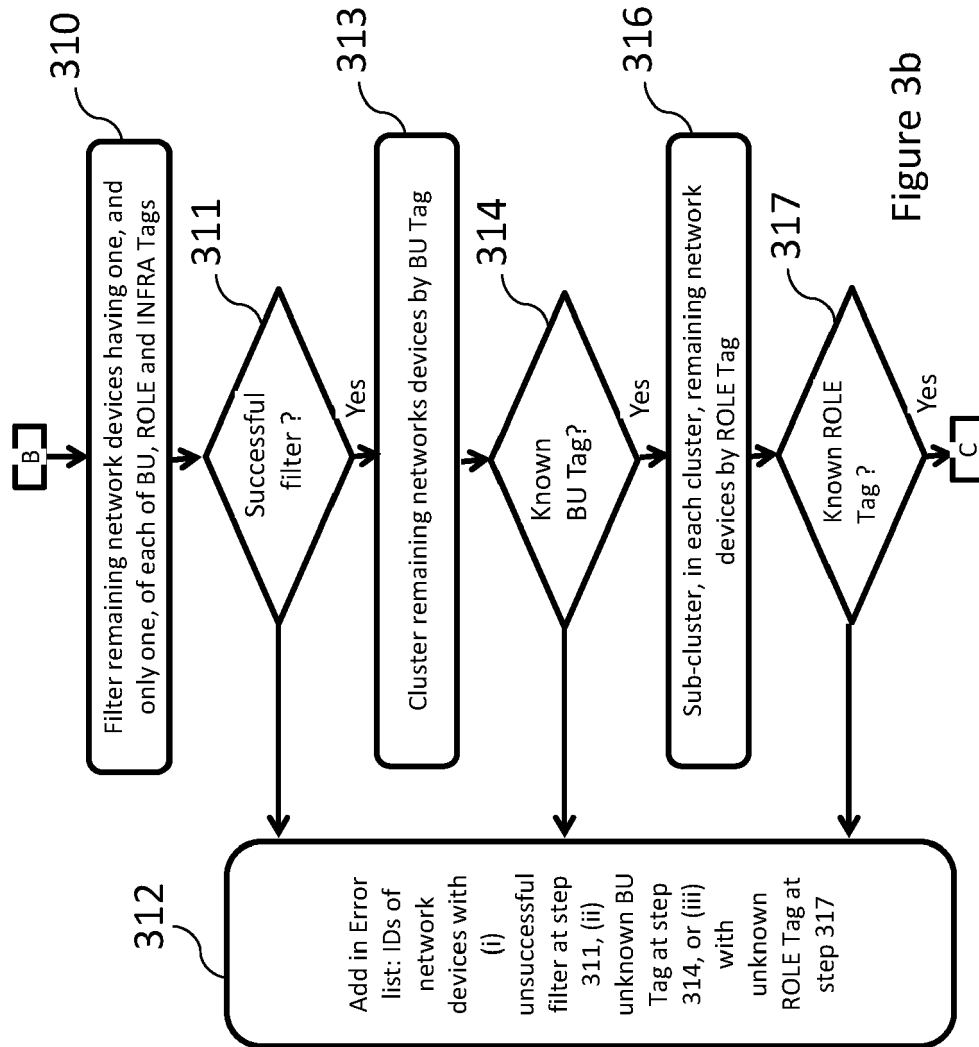 B
310
Filter remaining network devices having one, and
only one, of each of BU, ROLE and INFRA Tags
311
Successful
filter ?
Yes
312
Add in Error
list: IDs of
network
devices with
(i)
unsuccessful
filter at step
311, (ii)
unknown BU
Tag at step
314, or (iii)
with
unknown
ROLE Tag at
step 317
313
Cluster remaining networks devices by BU Tag
314
Known
BU Tag?
Yes
316
Sub-cluster, in each cluster, remaining network
devices by ROLE Tag
317
Known ROLE
Tag ?
Yes
C
Figure 3b